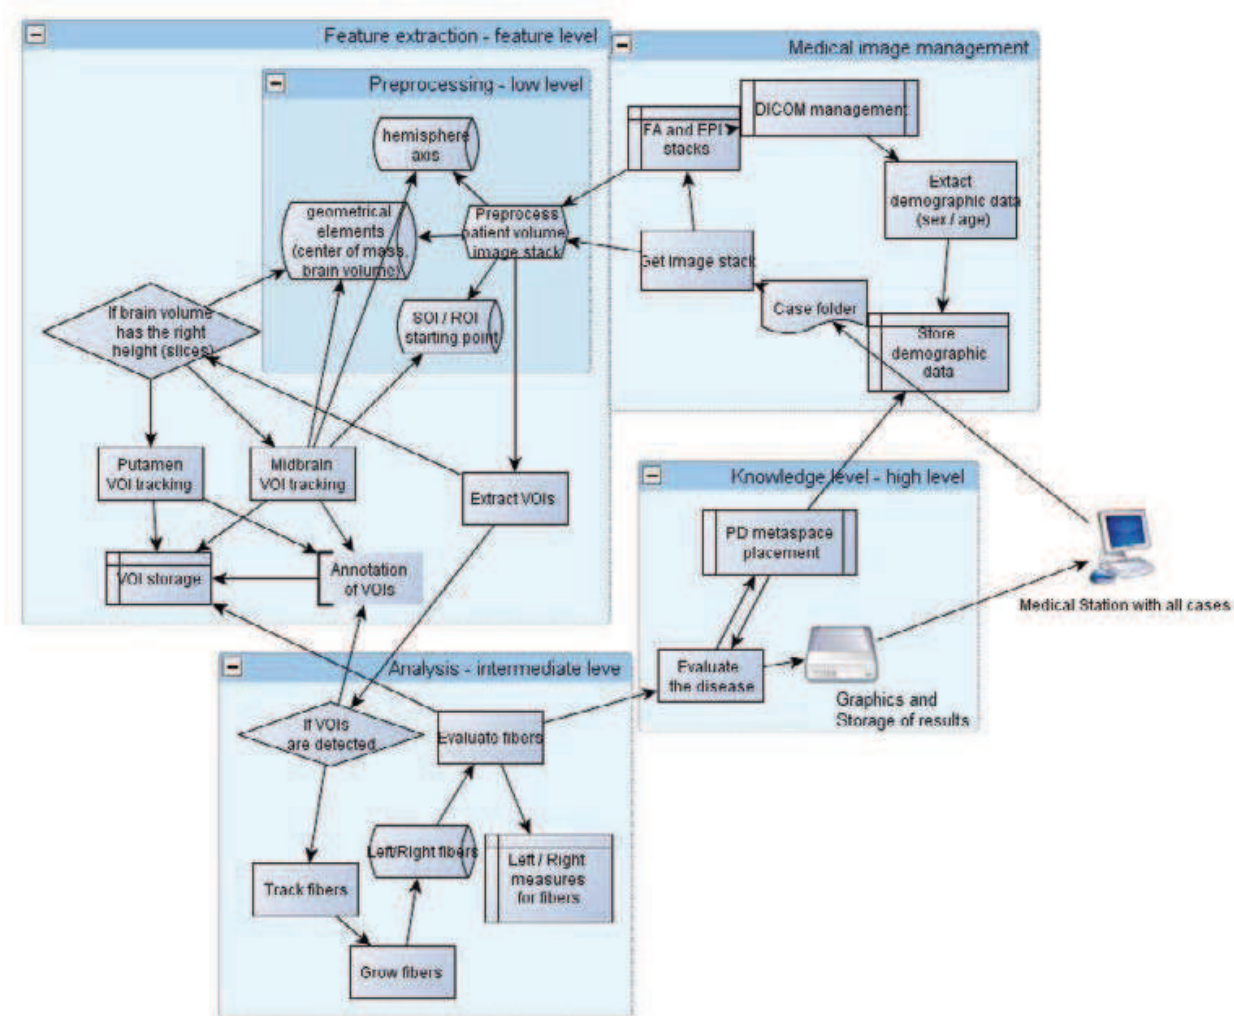 Feature extraction - feature level
Preprocessing - low level
hemisphere
axis
geometrical
elements
(center of mass,
brain volume)
Preprocess
patient volume
image stack
SOI / ROI
starting point
If brain volume
has the right
height (slices)
Putamen
VOI tracking
Midbrain
VOI tracking
Extract VOIs
VOI storage
Annotation
of VOIs
Medical image management
FA and EPI
stacks
DICOM management
Extact
demographic data
(sex / age)
Get image stack
Case folder
Store
demographic
data
Knowledge level - high level
PD metaspace
placement
Evaluate
the disease
Graphics and
Storage of results
Medical Station with all cases
Analysis - intermediate leve
If VOIs
are detected
Evaluate fibers
Left/Right fibers
Left / Right
measures
for fibers
Track fibers
Grow fibers